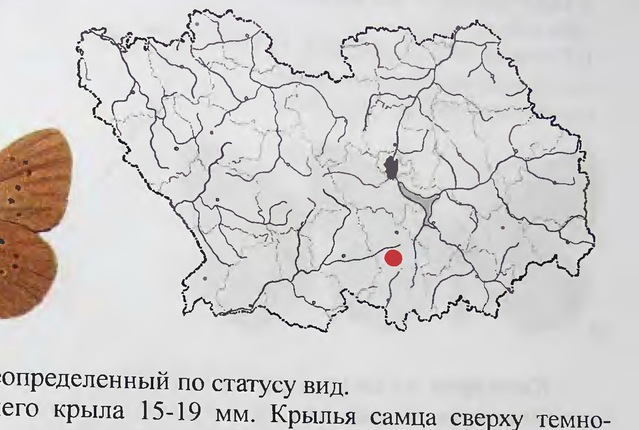 еопределенный по статусу вид.
его крыла 15-19 мм. Крылья самца сверху темно-